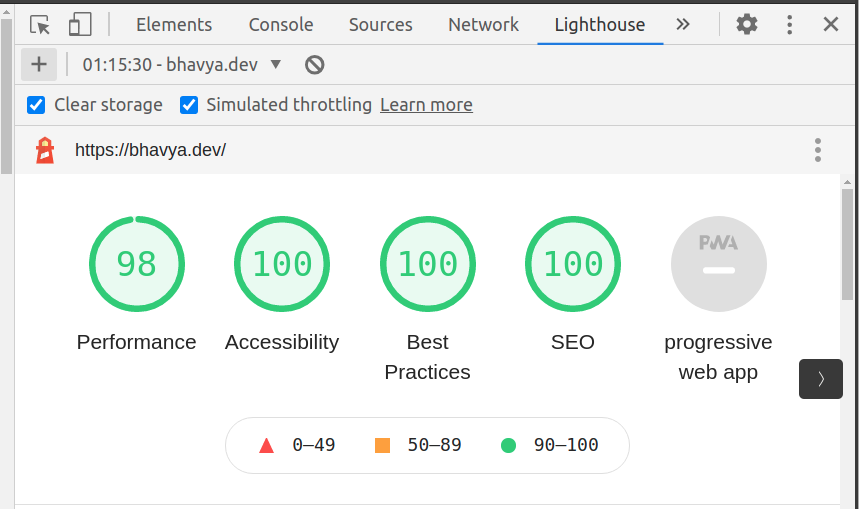 Elements Console Sources Network Lighthouse »
+ 01:15:30 - bhavya.dev ▼
Clear storage Simulated throttling Learn more
https://bhavya.dev/
98 100 100 100 PWA
Performance Accessibility Best Practices SEO progressive web app
0–49 50–89 90–100